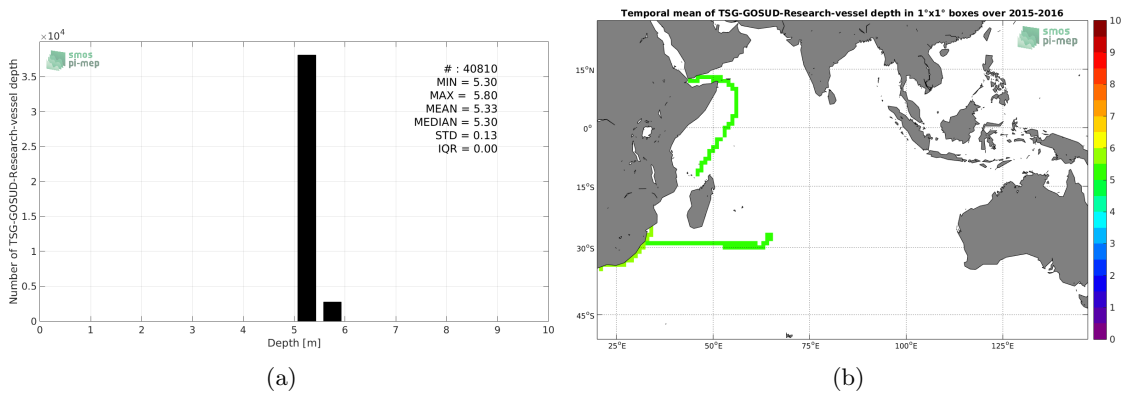 ×10⁴
smos
pi-mep
# : 40810
MIN = 5.30
MAX = 5.80
MEAN = 5.33
MEDIAN = 5.30
STD = 0.13
IQR = 0.00
Number of TSG-GOSUD-Research-vessel depth
3.5
3
2.5
2
1.5
1
0.5
0
0 1 2 3 4 5 6 7 8 9 10
Depth [m]
(a)
Temporal mean of TSG-GOSUD-Research-vessel depth in 1°x1° boxes over 2015-2016
smos
pi-mep
15°N
0°
15°S
30°S
45°S
25°E 50°E 75°E 100°E 125°E
10
9
8
7
6
5
4
3
2
1
0
(b)